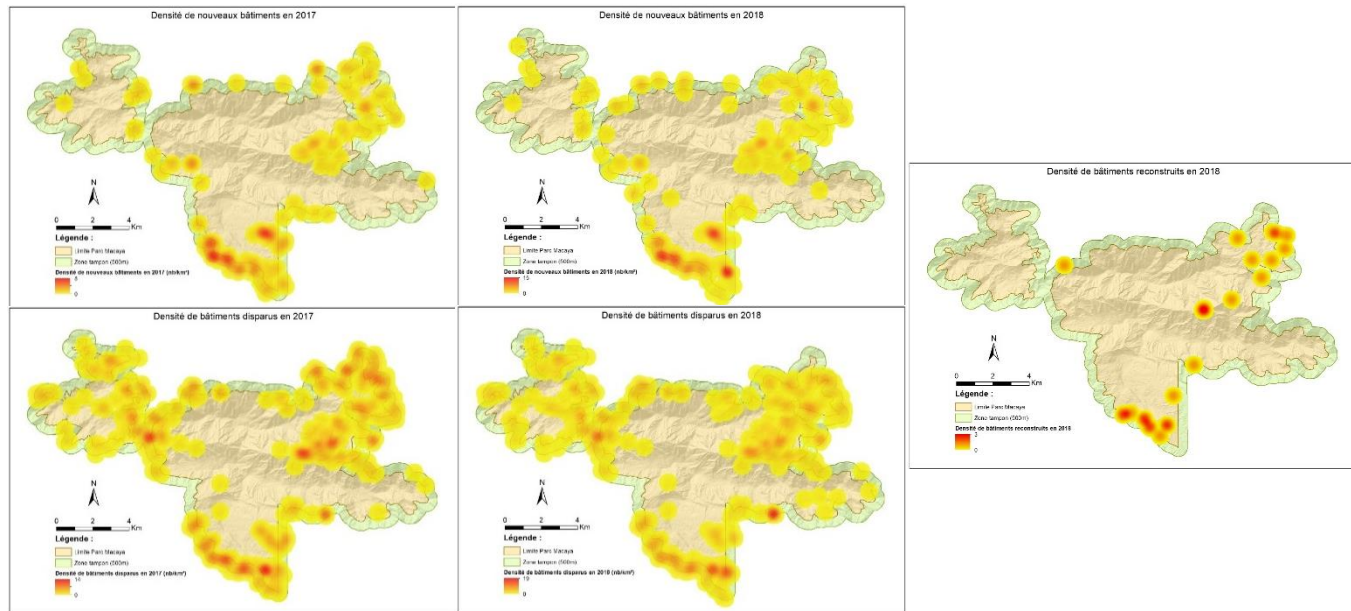 Densité de nouveaux bâtiments en 2017
N
0 2 4
Km
Légende :
Limite Parc Macaya
Zone tampon (500m)
Densité de nouveaux bâtiments en 2017 (nb/km²)
8
0
Densité de nouveaux bâtiments en 2018
N
0 2 4
Km
Légende :
Limite Parc Macaya
Zone tampon (500m)
Densité de nouveaux bâtiments en 2018 (nb/km²)
15
0
Densité de bâtiments disparus en 2017
N
0 2 4
Km
Légende :
Limite Parc Macaya
Zone tampon (500m)
Densité de bâtiments disparus en 2017 (nb/km²)
14
0
Densité de bâtiments disparus en 2018
N
0 2 4
Km
Légende :
Limite Parc Macaya
Zone tampon (500m)
Densité de bâtiments disparus en 2018 (nb/km²)
19
0
Densité de bâtiments reconstruits en 2018
N
0 2 4
Km
Légende :
Limite Parc Macaya
Zone tampon (500m)
Densité de bâtiments reconstruits en 2018
2
0